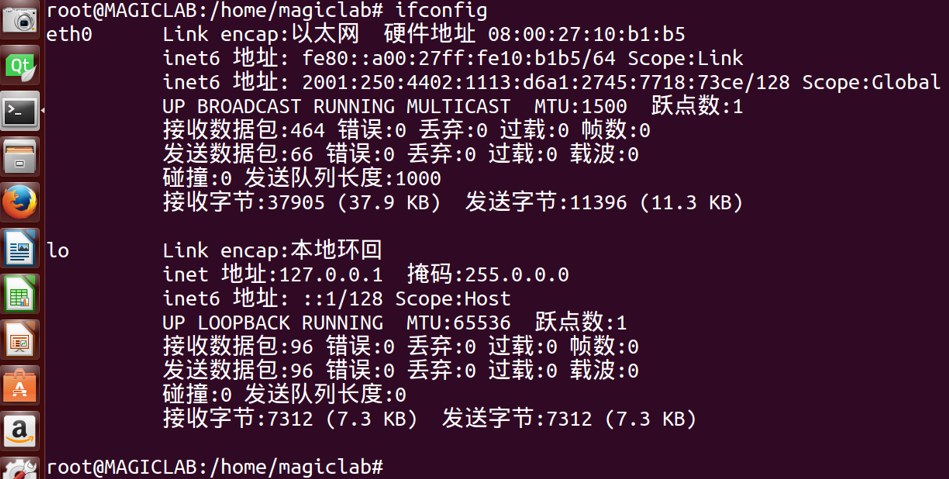 root@MAGICLAB:/home/magiclab# ifconfig
eth0      Link encap:以太网  硬件地址 08:00:27:10:b1:b5
          inet6 地址: fe80::a00:27ff:fe10:b1b5/64 Scope:Link
          inet6 地址: 2001:250:4402:1113:d6a1:2745:7718:73ce/128 Scope:Global
          UP BROADCAST RUNNING MULTICAST  MTU:1500  跃点数:1
          接收数据包:464 错误:0 丢弃:0 过载:0 帧数:0
          发送数据包:66 错误:0 丢弃:0 过载:0 载波:0
          碰撞:0 发送队列长度:1000
          接收字节:37905 (37.9 KB)  发送字节:11396 (11.3 KB)
lo        Link encap:本地环回
          inet 地址:127.0.0.1  掩码:255.0.0.0
          inet6 地址: ::1/128 Scope:Host
          UP LOOPBACK RUNNING  MTU:65536  跃点数:1
          接收数据包:96 错误:0 丢弃:0 过载:0 帧数:0
          发送数据包:96 错误:0 丢弃:0 过载:0 载波:0
          碰撞:0 发送队列长度:0
          接收字节:7312 (7.3 KB)  发送字节:7312 (7.3 KB)
root@MAGICLAB:/home/magiclab#
Qt